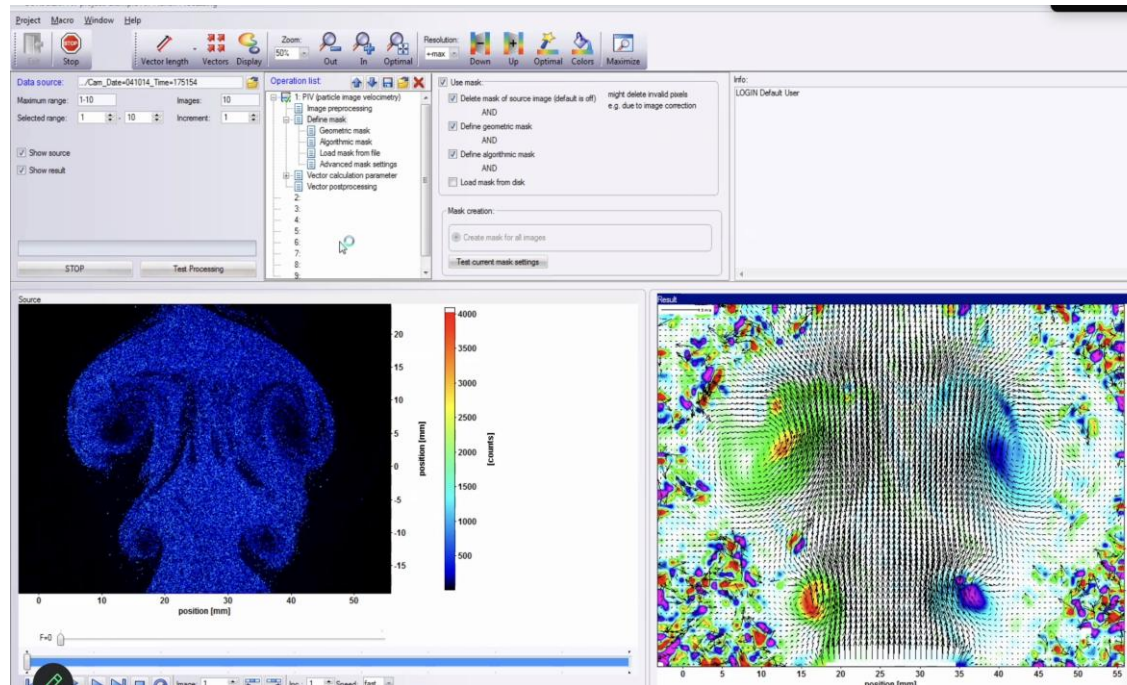 Project Macro Window Help
Stop
Vector length
Vectors
Display
Zoom:
50%
Out
In
Optimal
Resolution:
+max
Down
Up
Optimal
Colors
Maximize
Data source: ../Cam_Date=041014_Time=175154
Maximum range: 1-10 Images: 10
Selected range: 1 - 10 Increment: 1
Show source
Show result
STOP
Test Processing
Operation list:
1: PIV (particle image velocimetry)
Image preprocessing
Define mask
Geometric mask
Algorithmic mask
Load mask from file
Advanced mask settings
Vector calculation parameter
Vector postprocessing
2:
3:
4:
5:
6:
7:
8:
9:
Use mask:
Delete mask of source image (default is off)
might delete invalid pixels
e.g. due to image correction
AND
Define geometric mask
AND
Define algorithmic mask
AND
Load mask from disk
Mask creation:
Create mask for all images
Test current mask settings
Info:
LOGIN Default User
Source
20
15
10
5
0
-5
-10
-15
position [mm]
0 10 20 30 40 50
position [mm]
4000
3500
3000
2500
2000
1500
1000
500
[counts]
F=0
Image: 1 Inc: 1 Speed: fast
Result
0 5 10 15 20 25 30 35 40 45 50 55
position [mm]